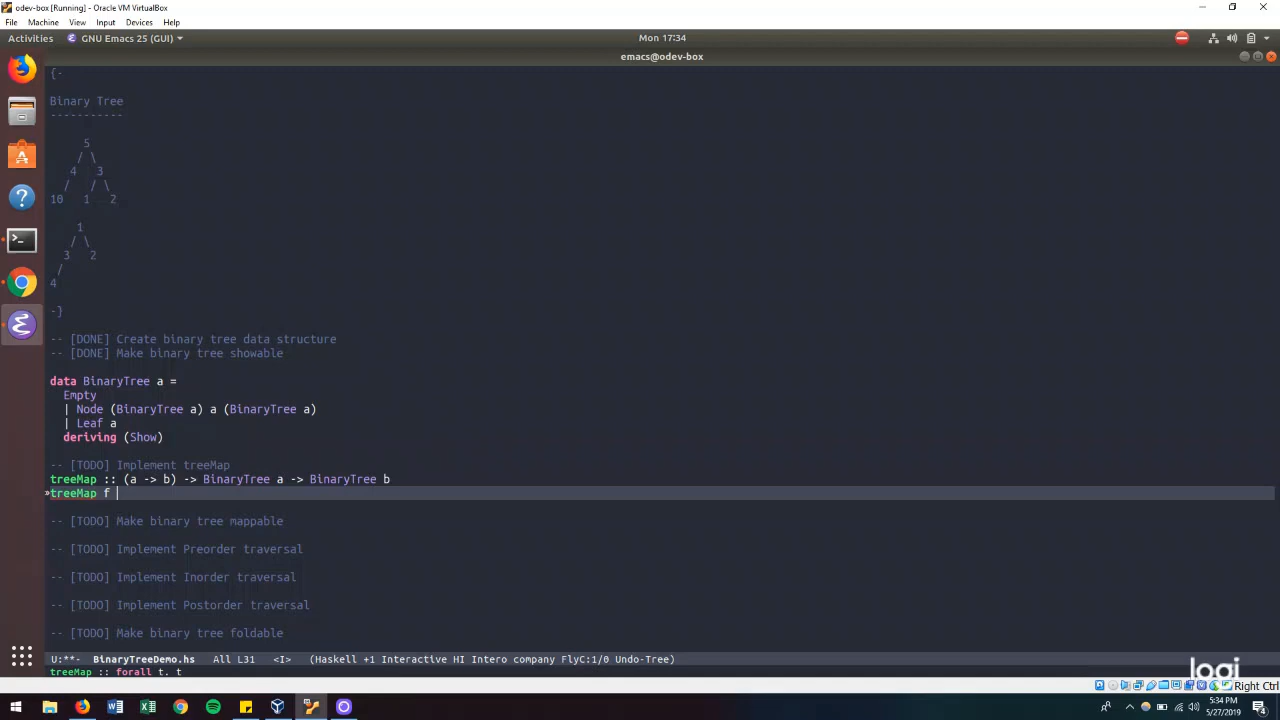 odev-box [Running] - Oracle VM VirtualBox
File Machine View Input Devices Help
Activities GNU Emacs 25 (GUI) Mon 17:34
emacs@odev-box
{-
Binary Tree
-----------
5
/ \
4 3
/ / \
10 1 2
1
/ \
3 2
/
4
-}
-- [DONE] Create binary tree data structure
-- [DONE] Make binary tree showable
data BinaryTree a =
Empty
| Node (BinaryTree a) a (BinaryTree a)
| Leaf a
deriving (Show)
-- [TODO] Implement treeMap
treeMap :: (a -> b) -> BinaryTree a -> BinaryTree b
»treeMap f
-- [TODO] Make binary tree mappable
-- [TODO] Implement Preorder traversal
-- [TODO] Implement Inorder traversal
-- [TODO] Implement Postorder traversal
-- [TODO] Make binary tree foldable
U:**- BinaryTreeDemo.hs All L31 <I> (Haskell +1 Interactive HI Intero company FlyC:1/0 Undo-Tree)
treeMap :: forall t. t
logi
Right Ctrl
5:34 PM
5/27/2019